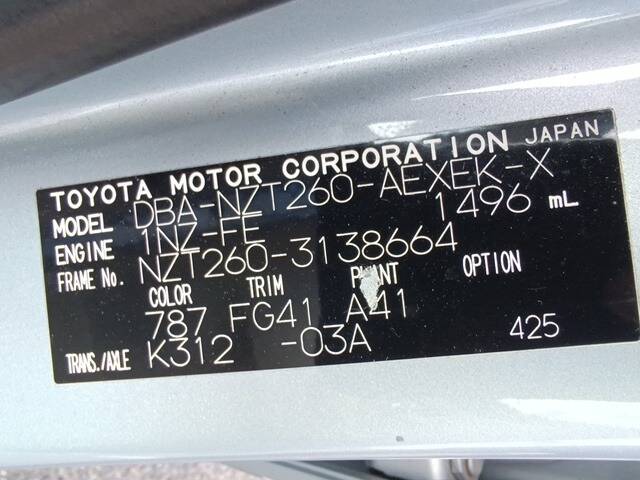 TOYOTA MOTOR CORPORATION JAPAN
MODEL DBA-NZT260-AEXEK-X
ENGINE 1NZ-FE 1496 mL
FRAME No. NZT260-3138664
COLOR TRIM PLANT OPTION
787 FG41 A41
TRANS./AXLE K312 -03A 425